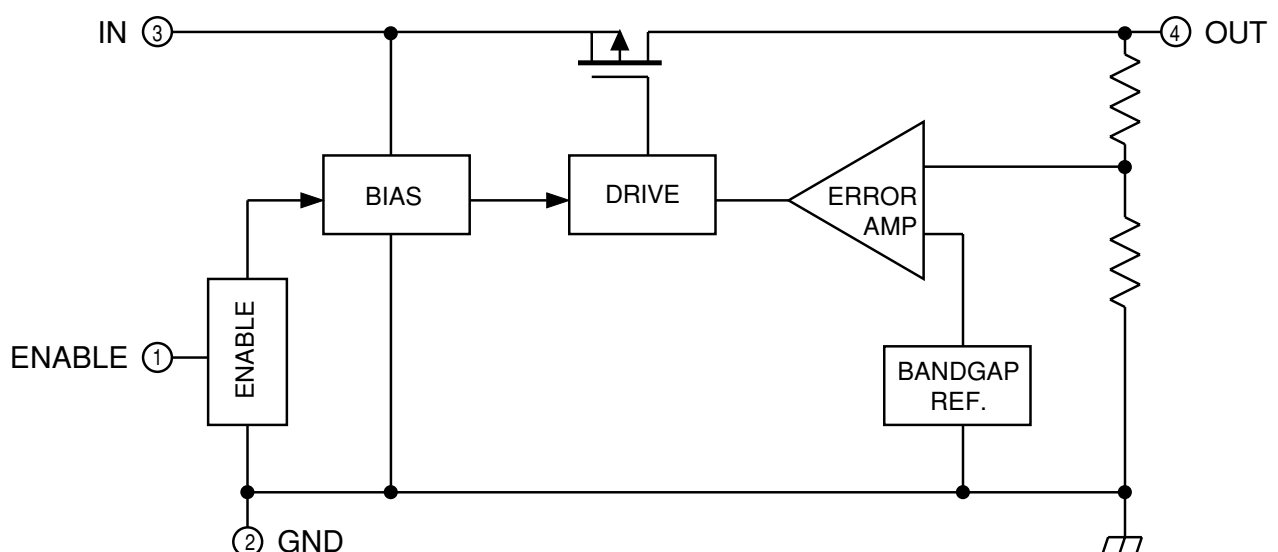 IN 3
4 OUT
BIAS
DRIVE
ERROR
AMP
ENABLE 1
ENABLE
BANDGAP
REF.
2 GND